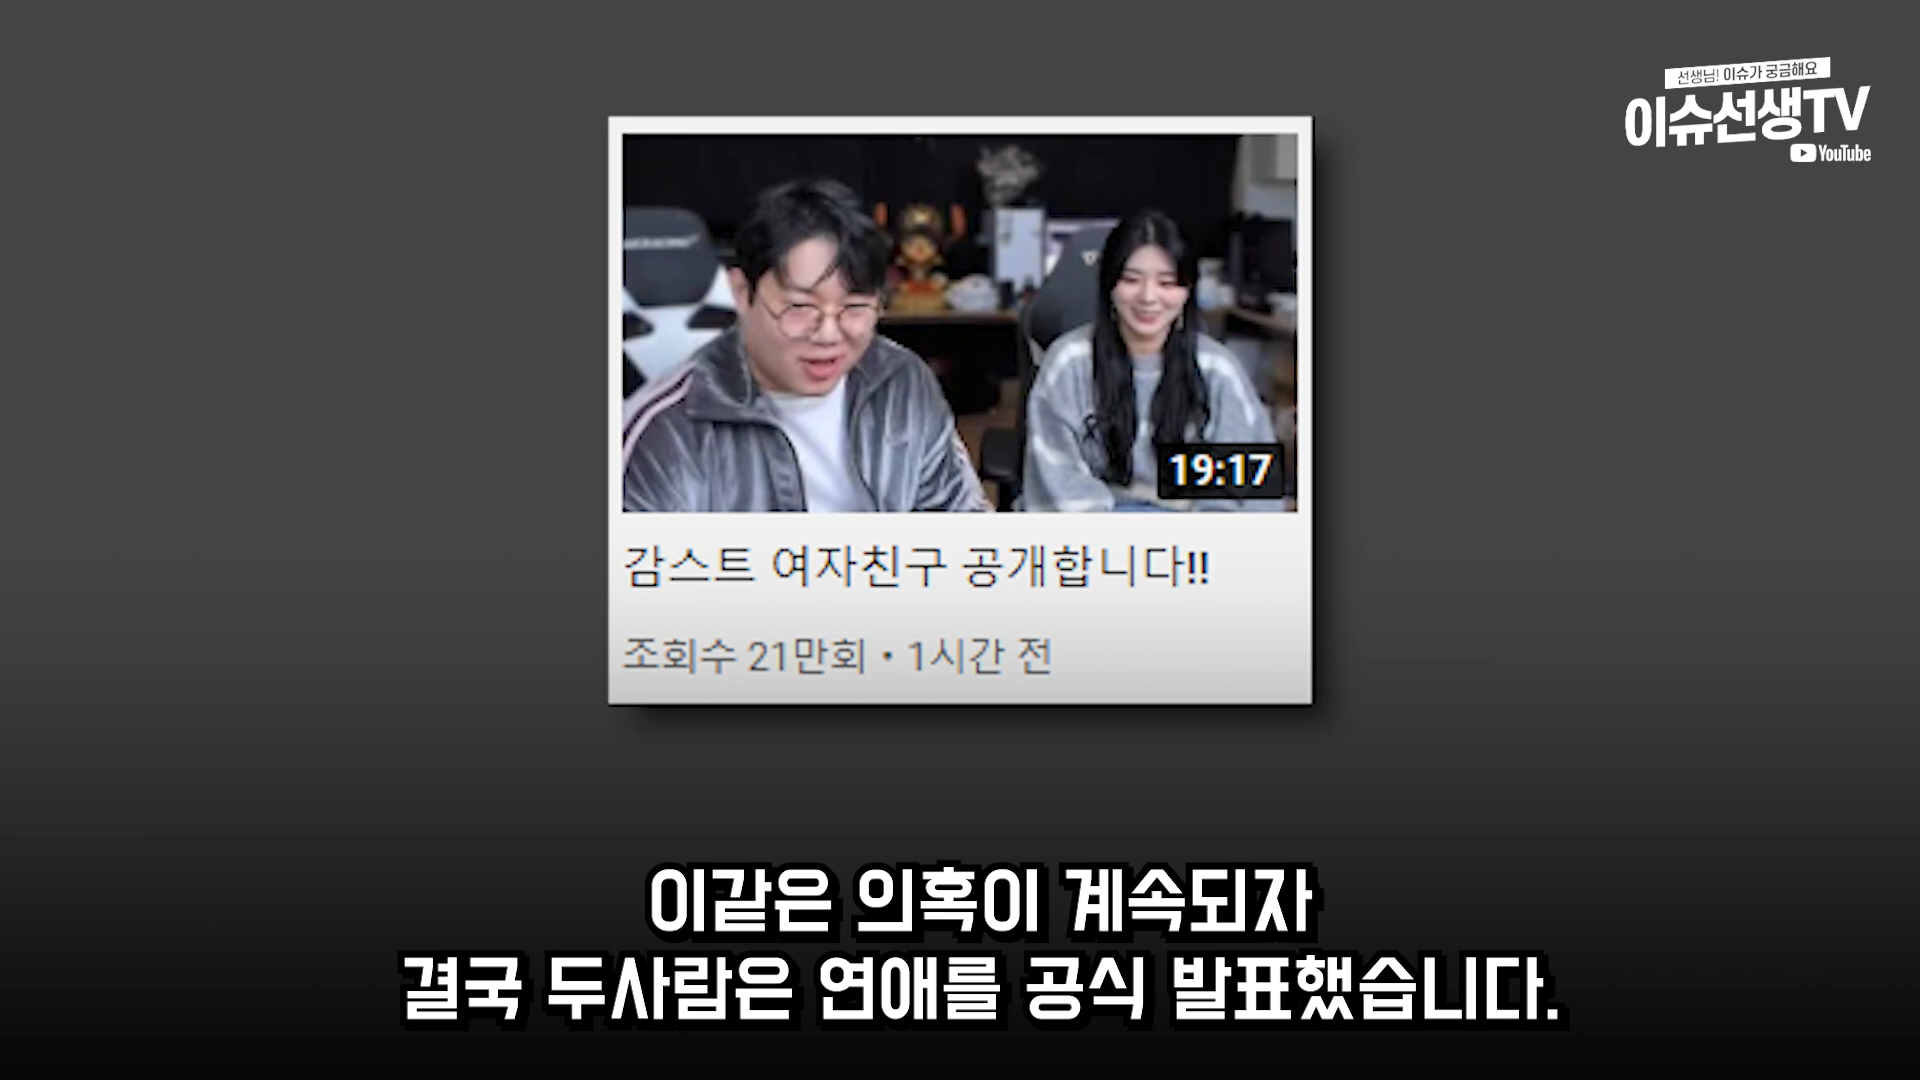 선생님! 이슈가 궁금해요
이슈선생TV
YouTube
19:17
감스트 여자친구 공개합니다!!
조회수 21만회 • 1시간 전
이같은 의혹이 계속되자
결국 두사람은 연애를 공식 발표했습니다.